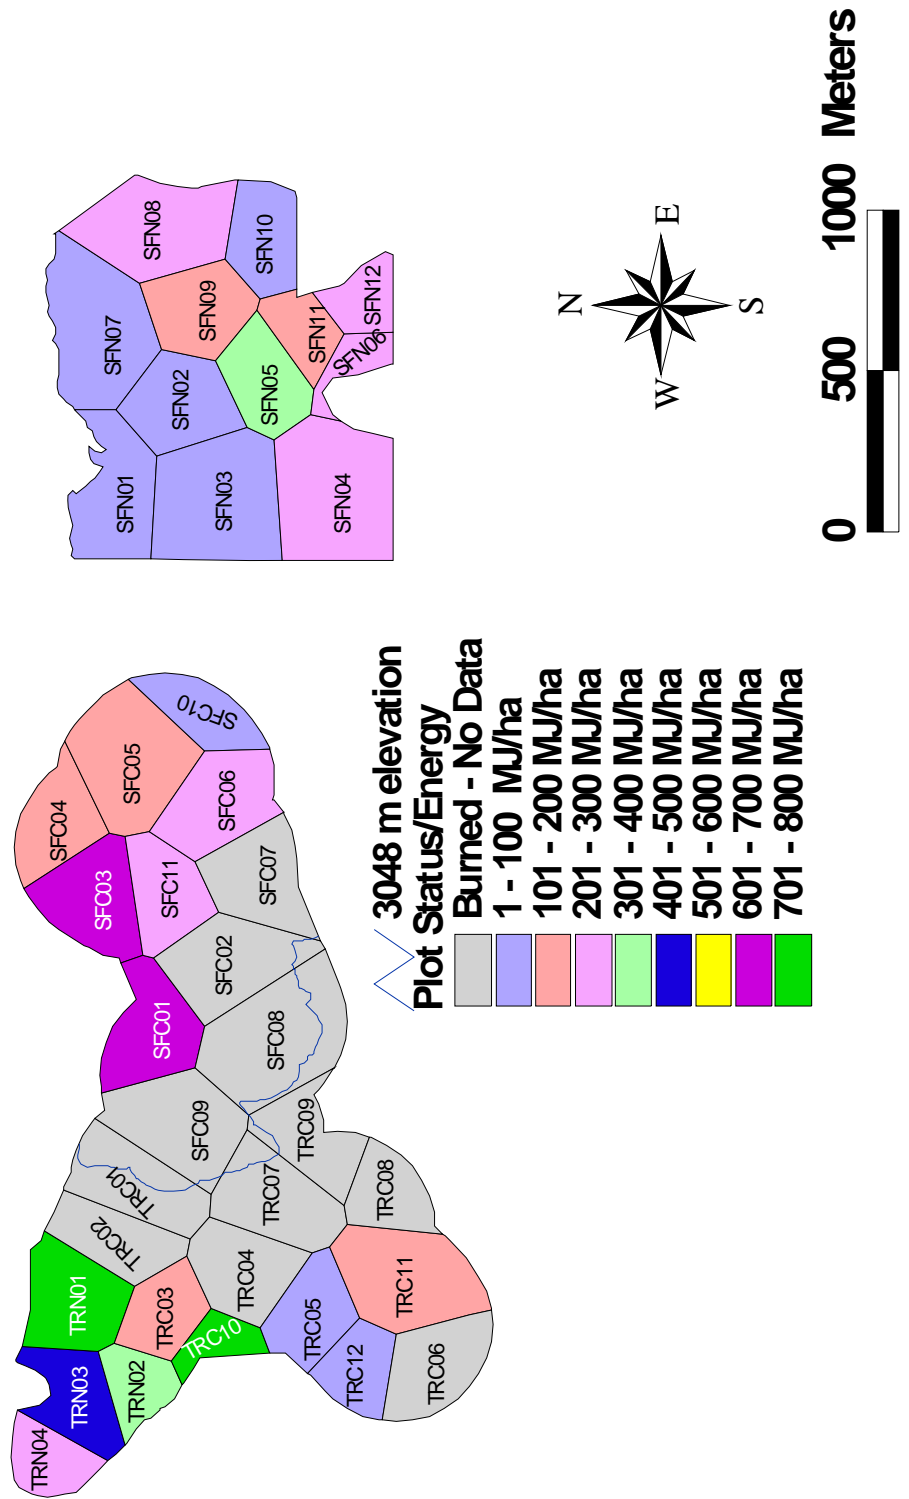 SFN08
SFN10
SFN07
SFN09
SFN12
SFN11
SFN06
SFN02
SFN05
SFN01
SFN03
SFN04
N
E
W
S
0 500 1000 Meters
SFC10
SFC05
SFC04
SFC06
SFC03
SFC11
SFC07
SFC02
SFC01
SFC08
SFC09
TRC09
TRC01
TRC07
TRC08
TRC02
TRC04
TRC11
TRN01
TRC03
TRC10
TRC05
TRC12
TRC06
TRN03
TRN02
TRN04
3048 m elevation
Plot Status/Energy
Burned - No Data
1 - 100 MJ/ha
101 - 200 MJ/ha
201 - 300 MJ/ha
301 - 400 MJ/ha
401 - 500 MJ/ha
501 - 600 MJ/ha
601 - 700 MJ/ha
701 - 800 MJ/ha